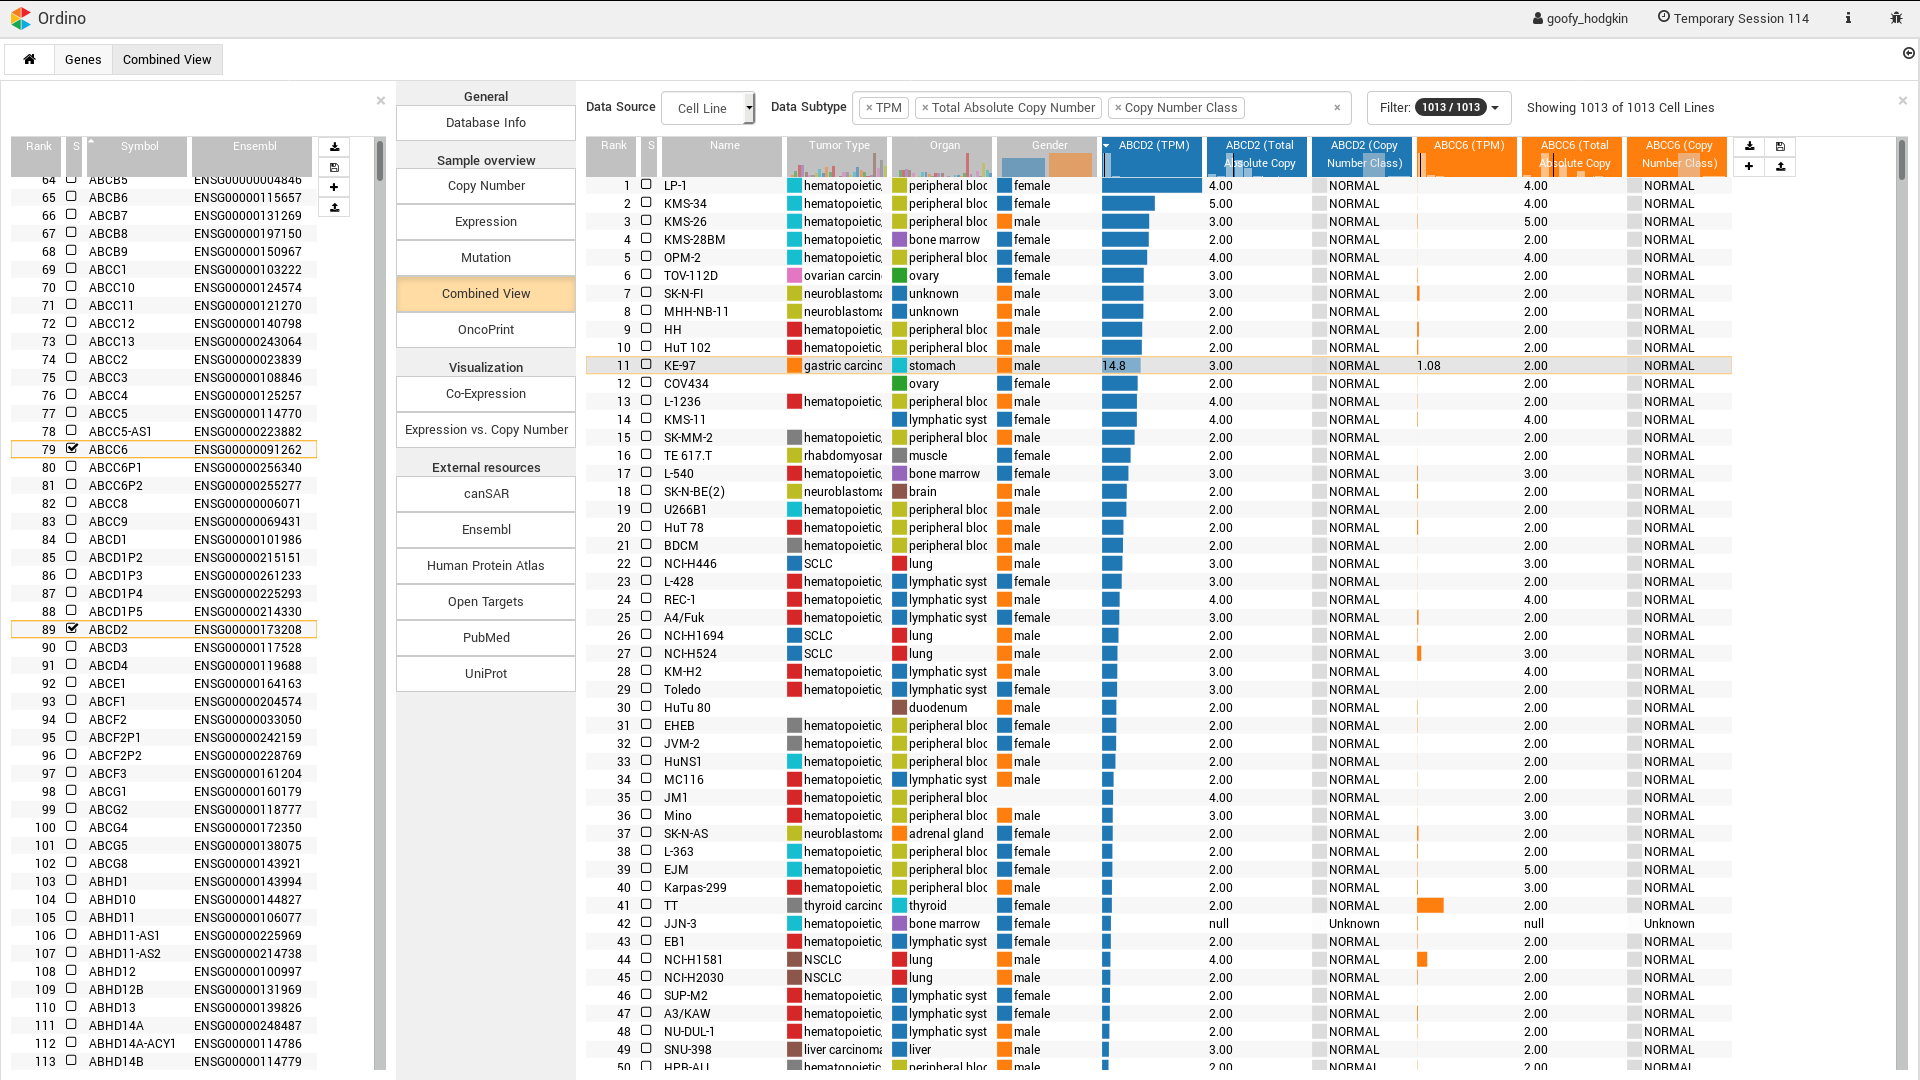 Ordino
goofy_hodgkin Temporary Session 114
Genes Combined View
General
Database Info
Sample overview
Copy Number
Expression
Mutation
Combined View
OncoPrint
Visualization
Co-Expression
Expression vs. Copy Number
External resources
canSAR
Ensembl
Human Protein Atlas
Open Targets
PubMed
UniProt
Data Source Cell Line Data Subtype × TPM × Total Absolute Copy Number × Copy Number Class × Filter: 1013 / 1013 Showing 1013 of 1013 Cell Lines
Rank S Symbol Ensembl
64 ABCB5 ENSG00000004846
65 ABCB6 ENSG00000115657
66 ABCB7 ENSG00000131269
67 ABCB8 ENSG00000197150
68 ABCB9 ENSG00000150967
69 ABCC1 ENSG00000103222
70 ABCC10 ENSG00000124574
71 ABCC11 ENSG00000121270
72 ABCC12 ENSG00000140798
73 ABCC13 ENSG00000243064
74 ABCC2 ENSG00000023839
75 ABCC3 ENSG00000108846
76 ABCC4 ENSG00000125257
77 ABCC5 ENSG00000114770
78 ABCC5-AS1 ENSG00000223882
79 ABCC6 ENSG00000091262
80 ABCC6P1 ENSG00000256340
81 ABCC6P2 ENSG00000255277
82 ABCC8 ENSG00000006071
83 ABCC9 ENSG00000069431
84 ABCD1 ENSG00000101986
85 ABCD1P2 ENSG00000215151
86 ABCD1P3 ENSG00000261233
87 ABCD1P4 ENSG00000225293
88 ABCD1P5 ENSG00000214330
89 ABCD2 ENSG00000173208
90 ABCD3 ENSG00000117528
91 ABCD4 ENSG00000119688
92 ABCE1 ENSG00000164163
93 ABCF1 ENSG00000204574
94 ABCF2 ENSG00000033050
95 ABCF2P1 ENSG00000242159
96 ABCF2P2 ENSG00000228769
97 ABCF3 ENSG00000161204
98 ABCG1 ENSG00000160179
99 ABCG2 ENSG00000118777
100 ABCG4 ENSG00000172350
101 ABCG5 ENSG00000138075
102 ABCG8 ENSG00000143921
103 ABHD1 ENSG00000143994
104 ABHD10 ENSG00000144827
105 ABHD11 ENSG00000106077
106 ABHD11-AS1 ENSG00000225969
107 ABHD11-AS2 ENSG00000214738
108 ABHD12 ENSG00000100997
109 ABHD12B ENSG00000131969
110 ABHD13 ENSG00000139826
111 ABHD14A ENSG00000248487
112 ABHD14A-ACY1 ENSG00000114786
113 ABHD14B ENSG00000114779
Rank S Name Tumor Type Organ Gender ABCD2 (TPM) ABCD2 (Total Absolute Copy ABCD2 (Copy Number Class) ABCC6 (TPM) ABCC6 (Total Absolute Copy ABCC6 (Copy Number Class)
1 LP-1 hematopoietic, peripheral bloc female 4.00 NORMAL 4.00 NORMAL
2 KMS-34 hematopoietic, peripheral bloc female 5.00 NORMAL 4.00 NORMAL
3 KMS-26 hematopoietic, peripheral bloc male 3.00 NORMAL 5.00 NORMAL
4 KMS-28BM hematopoietic, bone marrow female 2.00 NORMAL 2.00 NORMAL
5 OPM-2 hematopoietic, peripheral bloc female 4.00 NORMAL 4.00 NORMAL
6 TOV-112D ovarian carcin ovary female 3.00 NORMAL 2.00 NORMAL
7 SK-N-FI neuroblastoma unknown male 3.00 NORMAL 2.00 NORMAL
8 MHH-NB-11 neuroblastoma unknown male 2.00 NORMAL 2.00 NORMAL
9 HH hematopoietic, peripheral bloc male 2.00 NORMAL 2.00 NORMAL
10 HuT 102 hematopoietic, peripheral bloc male 2.00 NORMAL 2.00 NORMAL
11 KE-97 gastric carcinc stomach male 14.8 3.00 NORMAL 1.08 2.00 NORMAL
12 COV434 ovary female 2.00 NORMAL 2.00 NORMAL
13 L-1236 hematopoietic, peripheral bloc male 4.00 NORMAL 4.00 NORMAL
14 KMS-11 lymphatic syst female 4.00 NORMAL 4.00 NORMAL
15 SK-MM-2 hematopoietic, peripheral bloc male 2.00 NORMAL 2.00 NORMAL
16 TE 617.T rhabdomyosar muscle female 2.00 NORMAL 2.00 NORMAL
17 L-540 hematopoietic, bone marrow female 3.00 NORMAL 3.00 NORMAL
18 SK-N-BE(2) neuroblastoma brain male 2.00 NORMAL 2.00 NORMAL
19 U266B1 hematopoietic, peripheral bloc male 2.00 NORMAL 2.00 NORMAL
20 HuT 78 hematopoietic, peripheral bloc male 2.00 NORMAL 2.00 NORMAL
21 BDCM hematopoietic, peripheral bloc male 2.00 NORMAL 2.00 NORMAL
22 NCI-H446 SCLC lung male 3.00 NORMAL 3.00 NORMAL
23 L-428 hematopoietic, lymphatic syst female 3.00 NORMAL 2.00 NORMAL
24 REC-1 hematopoietic, lymphatic syst male 4.00 NORMAL 4.00 NORMAL
25 A4/Fuk hematopoietic, lymphatic syst female 3.00 NORMAL 2.00 NORMAL
26 NCI-H1694 SCLC lung male 2.00 NORMAL 2.00 NORMAL
27 NCI-H524 SCLC lung male 2.00 NORMAL 3.00 NORMAL
28 KM-H2 hematopoietic, lymphatic syst male 3.00 NORMAL 4.00 NORMAL
29 Toledo hematopoietic, lymphatic syst female 3.00 NORMAL 2.00 NORMAL
30 HuTu 80 duodenum male 2.00 NORMAL 2.00 NORMAL
31 EHEB hematopoietic, peripheral bloc female 2.00 NORMAL 2.00 NORMAL
32 JVM-2 hematopoietic, peripheral bloc female 2.00 NORMAL 2.00 NORMAL
33 HuNS1 hematopoietic, peripheral bloc male 2.00 NORMAL 2.00 NORMAL
34 MC116 hematopoietic, lymphatic syst male 2.00 NORMAL 2.00 NORMAL
35 JM1 hematopoietic, peripheral bloc 4.00 NORMAL 2.00 NORMAL
36 Mino hematopoietic, peripheral bloc male 3.00 NORMAL 3.00 NORMAL
37 SK-N-AS neuroblastoma adrenal gland female 2.00 NORMAL 2.00 NORMAL
38 L-363 hematopoietic, peripheral bloc female 2.00 NORMAL 2.00 NORMAL
39 EJM hematopoietic, peripheral bloc female 2.00 NORMAL 5.00 NORMAL
40 Karpas-299 hematopoietic, peripheral bloc male 2.00 NORMAL 3.00 NORMAL
41 TT thyroid carcinc thyroid female 2.00 NORMAL 2.00 NORMAL
42 JJN-3 hematopoietic, bone marrow female null Unknown null Unknown
43 EB1 hematopoietic, lymphatic syst female 2.00 NORMAL 2.00 NORMAL
44 NCI-H1581 NSCLC lung male 4.00 NORMAL 2.00 NORMAL
45 NCI-H2030 NSCLC lung male 2.00 NORMAL 2.00 NORMAL
46 SUP-M2 hematopoietic, lymphatic syst female 2.00 NORMAL 2.00 NORMAL
47 A3/KAW hematopoietic, lymphatic syst female 2.00 NORMAL 2.00 NORMAL
48 NU-DUL-1 hematopoietic, lymphatic syst male 2.00 NORMAL 2.00 NORMAL
49 SNU-398 liver carcinoma liver male 3.00 NORMAL 2.00 NORMAL
50 HPB-ALL hematopoietic, peripheral bloc male 2.00 NORMAL 2.00 NORMAL